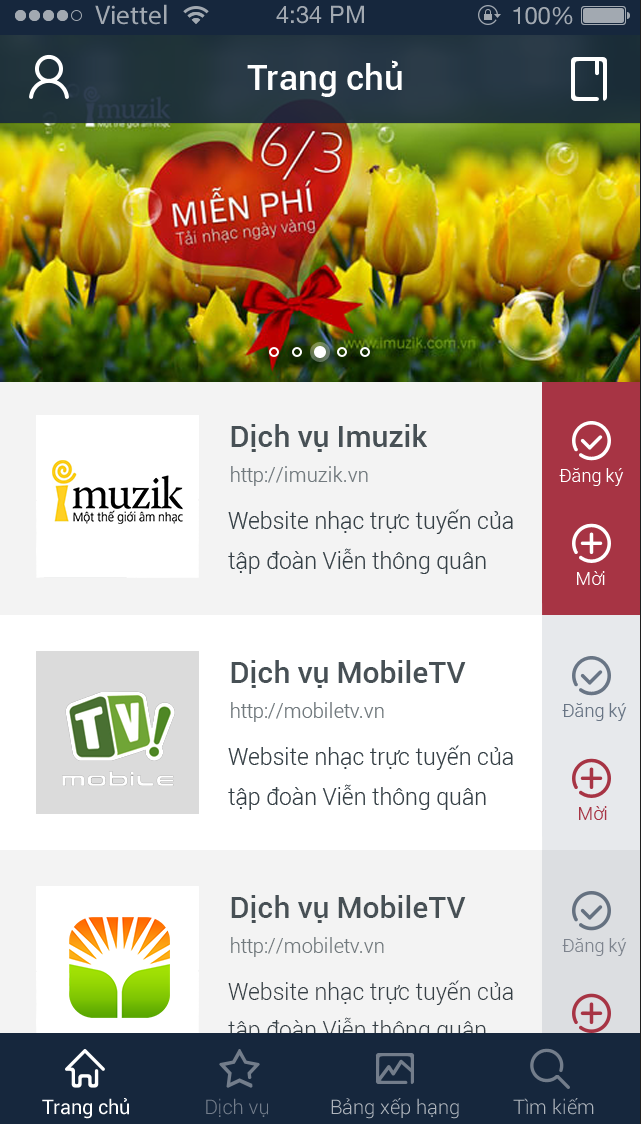 Viettel 4:34 PM 100%
Trang chủ
imuzik
Một thế giới âm nhạc
6/3
MIỄN PHÍ
Tải nhạc ngày vàng
www.imuzik.com.vn
Dịch vụ Imuzik
http://imuzik.vn
Website nhạc trực tuyến của
tập đoàn Viễn thông quân
imuzik
Một thế giới âm nhạc
Đăng ký
Mời
Dịch vụ MobileTV
http://mobiletv.vn
Website nhạc trực tuyến của
tập đoàn Viễn thông quân
TV!
mobile
Đăng ký
Mời
Dịch vụ MobileTV
http://mobiletv.vn
Website nhạc trực tuyến của
tập đoàn Viễn thông quân
Đăng ký
Trang chủ Dịch vụ Bảng xếp hạng Tìm kiếm